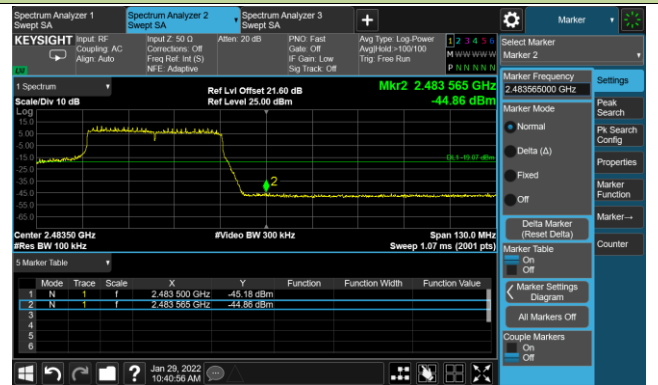 Spectrum Analyzer 1
Swept SA
Spectrum Analyzer 2
Swept SA
Spectrum Analyzer 3
Swept SA
+
Marker
KEYSIGHT
Input: RF
Coupling: AC
Align: Auto
Input Z: 50 Ω
Corrections: Off
Freq Ref: Int (S)
NFE: Adaptive
Atten: 20 dB
PNO: Fast
Gate: Off
IF Gain: Low
Sig Track: Off
Avg Type: Log-Power
Avg|Hold:>100/100
Trig: Free Run
1 2 3 4 5 6
M W W W W W
P N N N N N
Select Marker
Marker 2
1 Spectrum
Scale/Div 10 dB
Log
Ref Lvl Offset 21.60 dB
Ref Level 25.00 dBm
Mkr2 2.483 565 GHz
-44.86 dBm
15.0
5.00
-5.00
-15.0
-25.0
-35.0
-45.0
-55.0
-65.0
2
Center 2.48350 GHz
#Res BW 100 kHz
#Video BW 300 kHz
Span 130.0 MHz
Sweep 1.07 ms (2001 pts)
5 Marker Table
Mode Trace Scale X Y Function Function Width Function Value
1 N 1 f 2.483 500 GHz -45.18 dBm
2 N 1 f 2.483 565 GHz -44.86 dBm
3
4
5
6
Marker Frequency
2.483565000 GHz
Marker Mode
Normal
Delta (Δ)
Fixed
Off
Delta Marker
(Reset Delta)
Marker Table
On
Off
Marker Settings
Diagram
All Markers Off
Couple Markers
On
Off
Settings
Peak
Search
Pk Search
Config
Properties
Marker
Function
Marker→
Counter
?
Jan 29, 2022
10:40:56 AM